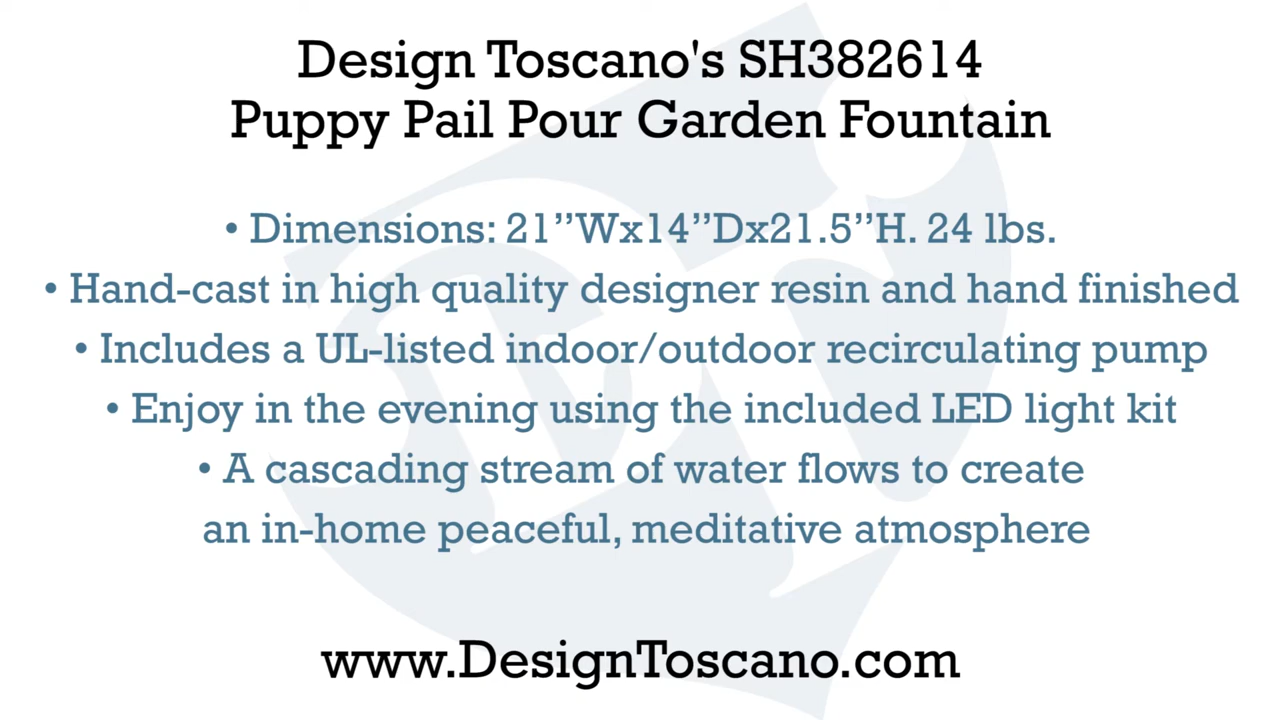 Design Toscano's SH382614
Puppy Pail Pour Garden Fountain
• Dimensions: 21”Wx14”Dx21.5”H. 24 lbs.
• Hand-cast in high quality designer resin and hand finished
• Includes a UL-listed indoor/outdoor recirculating pump
• Enjoy in the evening using the included LED light kit
• A cascading stream of water flows to create
an in-home peaceful, meditative atmosphere
www.DesignToscano.com